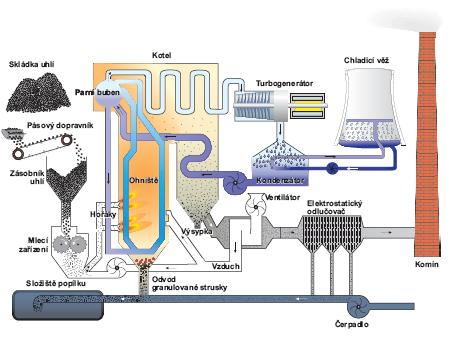 Kotel
Skládka uhlí
Turbogenerátor
Chladicí věž
Parní buben
Pásový dopravník
Zásobník
uhlí
Ohniště
Kondenzátor
Ventilátor
Elektrostatický
odlučovač
Hořáky
Výsypka
Mlecí
zařízení
Vzduch
Komín
Složiště popílku
Odvod
granulované strusky
Čerpadlo